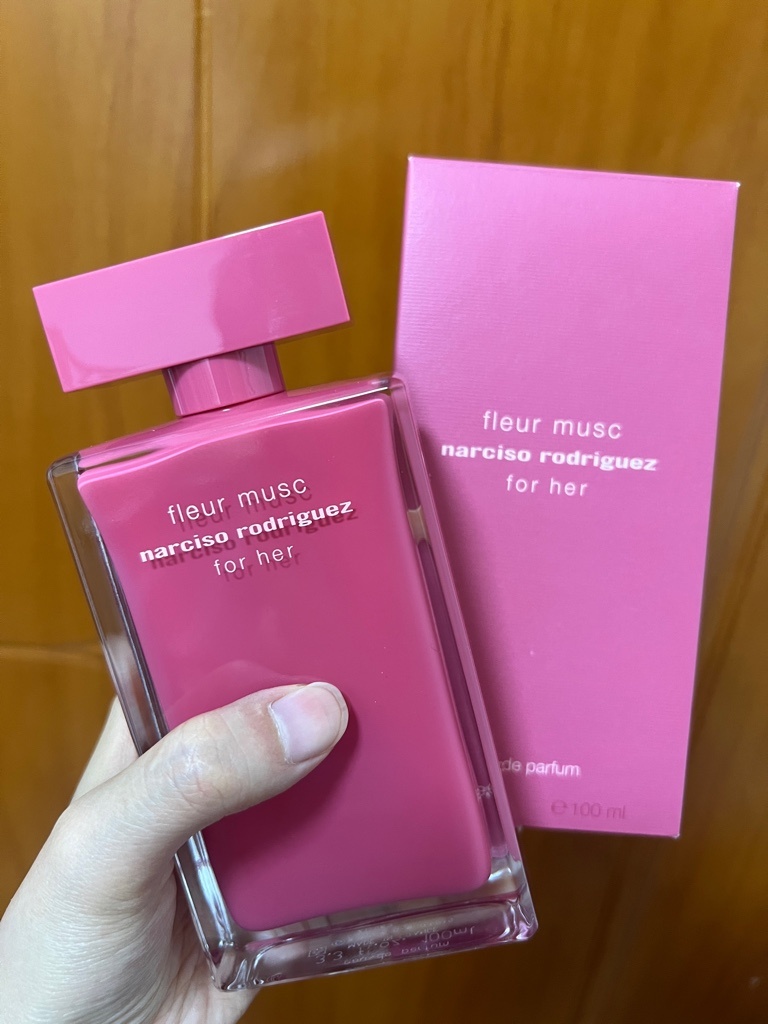 fleur musc
narciso rodriguez
for her
fleur musc
narciso rodriguez
for her
de parfum
℮ 100 ml